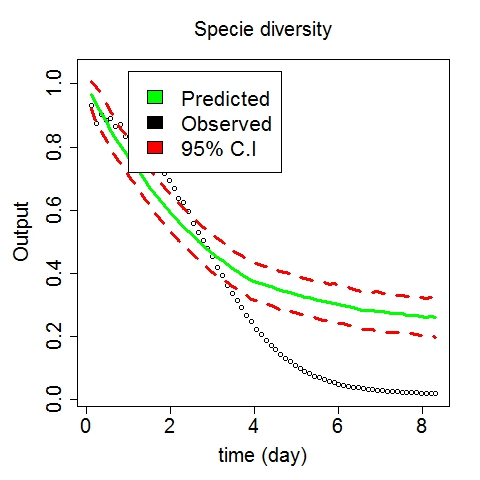 Specie diversity
Predicted
Observed
95% C.I
Output
0.0 0.2 0.4 0.6 0.8 1.0
0 2 4 6 8
time (day)